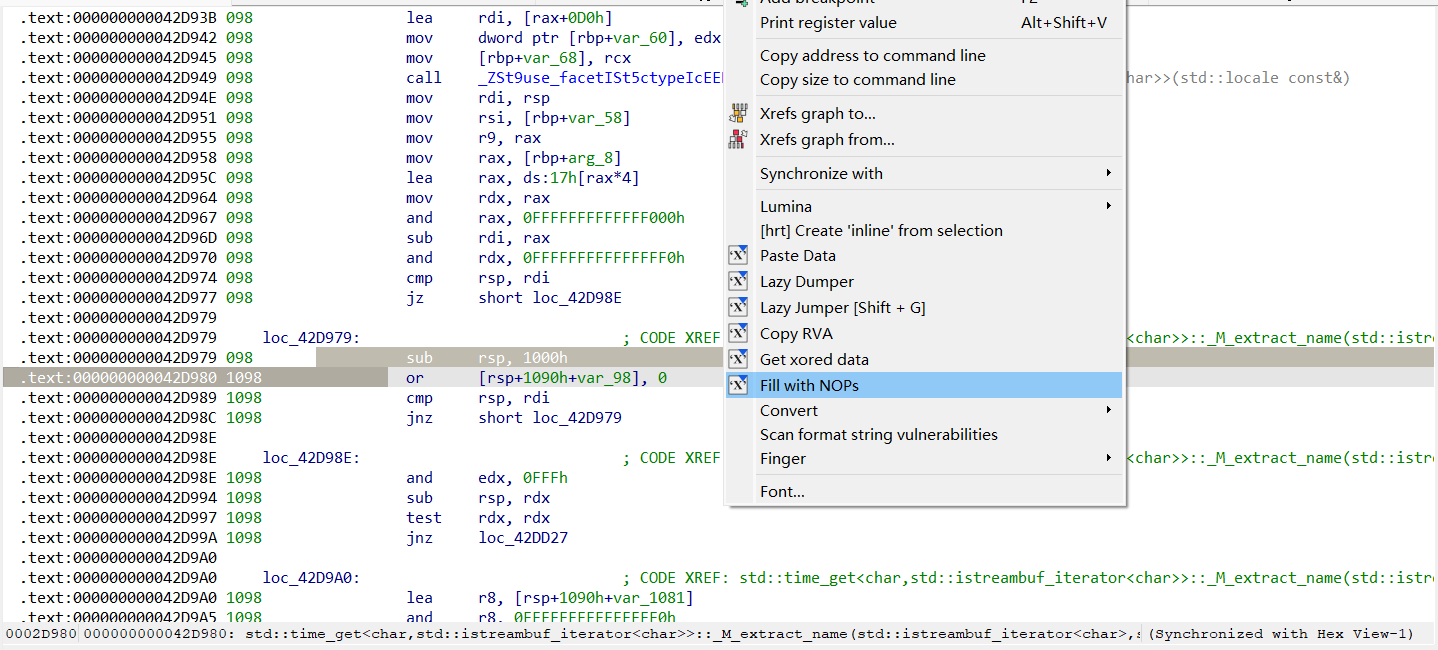 .text:000000000042D93B 098 lea rdi, [rax+0D0h]
.text:000000000042D942 098 mov dword ptr [rbp+var_60], edx
.text:000000000042D945 098 mov [rbp+var_68], rcx
.text:000000000042D949 098 call _ZSt9use_facetISt5ctypeIcEE har>>(std::locale const&)
.text:000000000042D94E 098 mov rdi, rsp
.text:000000000042D951 098 mov rsi, [rbp+var_58]
.text:000000000042D955 098 mov r9, rax
.text:000000000042D958 098 mov rax, [rbp+arg_8]
.text:000000000042D95C 098 lea rax, ds:17h[rax*4]
.text:000000000042D964 098 mov rdx, rax
.text:000000000042D967 098 and rax, 0FFFFFFFFFFFFF000h
.text:000000000042D96D 098 sub rdi, rax
.text:000000000042D970 098 and rdx, 0FFFFFFFFFFFFFFF0h
.text:000000000042D974 098 cmp rsp, rdi
.text:000000000042D977 098 jz short loc_42D98E
.text:000000000042D979
.text:000000000042D979 loc_42D979: ; CODE XREF <char>>::_M_extract_name(std::istre
.text:000000000042D979 098 sub rsp, 1000h
.text:000000000042D980 1098 or [rsp+1090h+var_98], 0
.text:000000000042D989 1098 cmp rsp, rdi
.text:000000000042D98C 1098 jnz short loc_42D979
.text:000000000042D98E
.text:000000000042D98E loc_42D98E: ; CODE XREF <char>>::_M_extract_name(std::istre
.text:000000000042D98E 1098 and edx, 0FFFh
.text:000000000042D994 1098 sub rsp, rdx
.text:000000000042D997 1098 test rdx, rdx
.text:000000000042D99A 1098 jnz loc_42DD27
.text:000000000042D9A0
.text:000000000042D9A0 loc_42D9A0: ; CODE XREF: std::time_get<char,std::istreambuf_iterator<char>>::_M_extract_name(std::istre
.text:000000000042D9A0 1098 lea r8, [rsp+1090h+var_1081]
.text:000000000042D9A5 1098 and r8, 0FFFFFFFFFFFFFFF0h
Add breakpoint F2
Print register value Alt+Shift+V
Copy address to command line
Copy size to command line
Xrefs graph to...
Xrefs graph from...
Synchronize with
Lumina
[hrt] Create 'inline' from selection
Paste Data
Lazy Dumper
Lazy Jumper [Shift + G]
Copy RVA
Get xored data
Fill with NOPs
Convert
Scan format string vulnerabilities
Finger
Font...
0002D980 000000000042D980: std::time_get<char,std::istreambuf_iterator<char>>::_M_extract_name(std::istreambuf_iterator<char>, (Synchronized with Hex View-1)